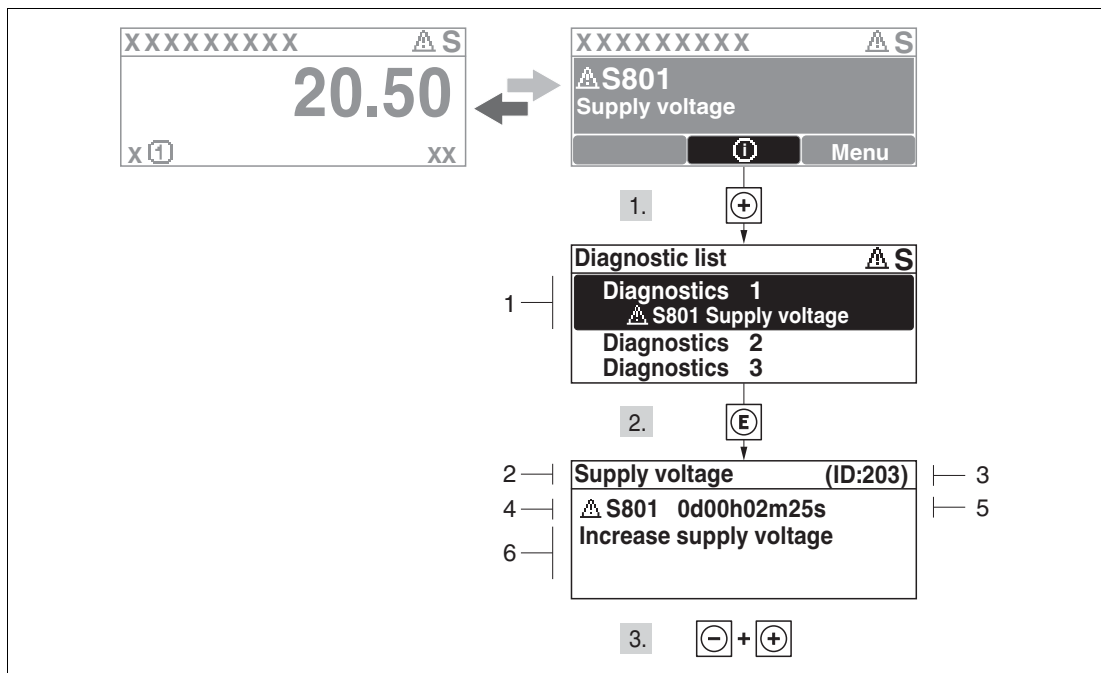 XXXXXXXXX ⚠ S
20.50
x ① xx
XXXXXXXXX ⚠ S
⚠ S801
Supply voltage
ⓘ Menu
1. +
Diagnostic list ⚠ S
1
Diagnostics 1
⚠ S801 Supply voltage
Diagnostics 2
Diagnostics 3
2. E
2 Supply voltage (ID:203) 3
4 ⚠ S801 0d00h02m25s 5
6 Increase supply voltage
3. - + +